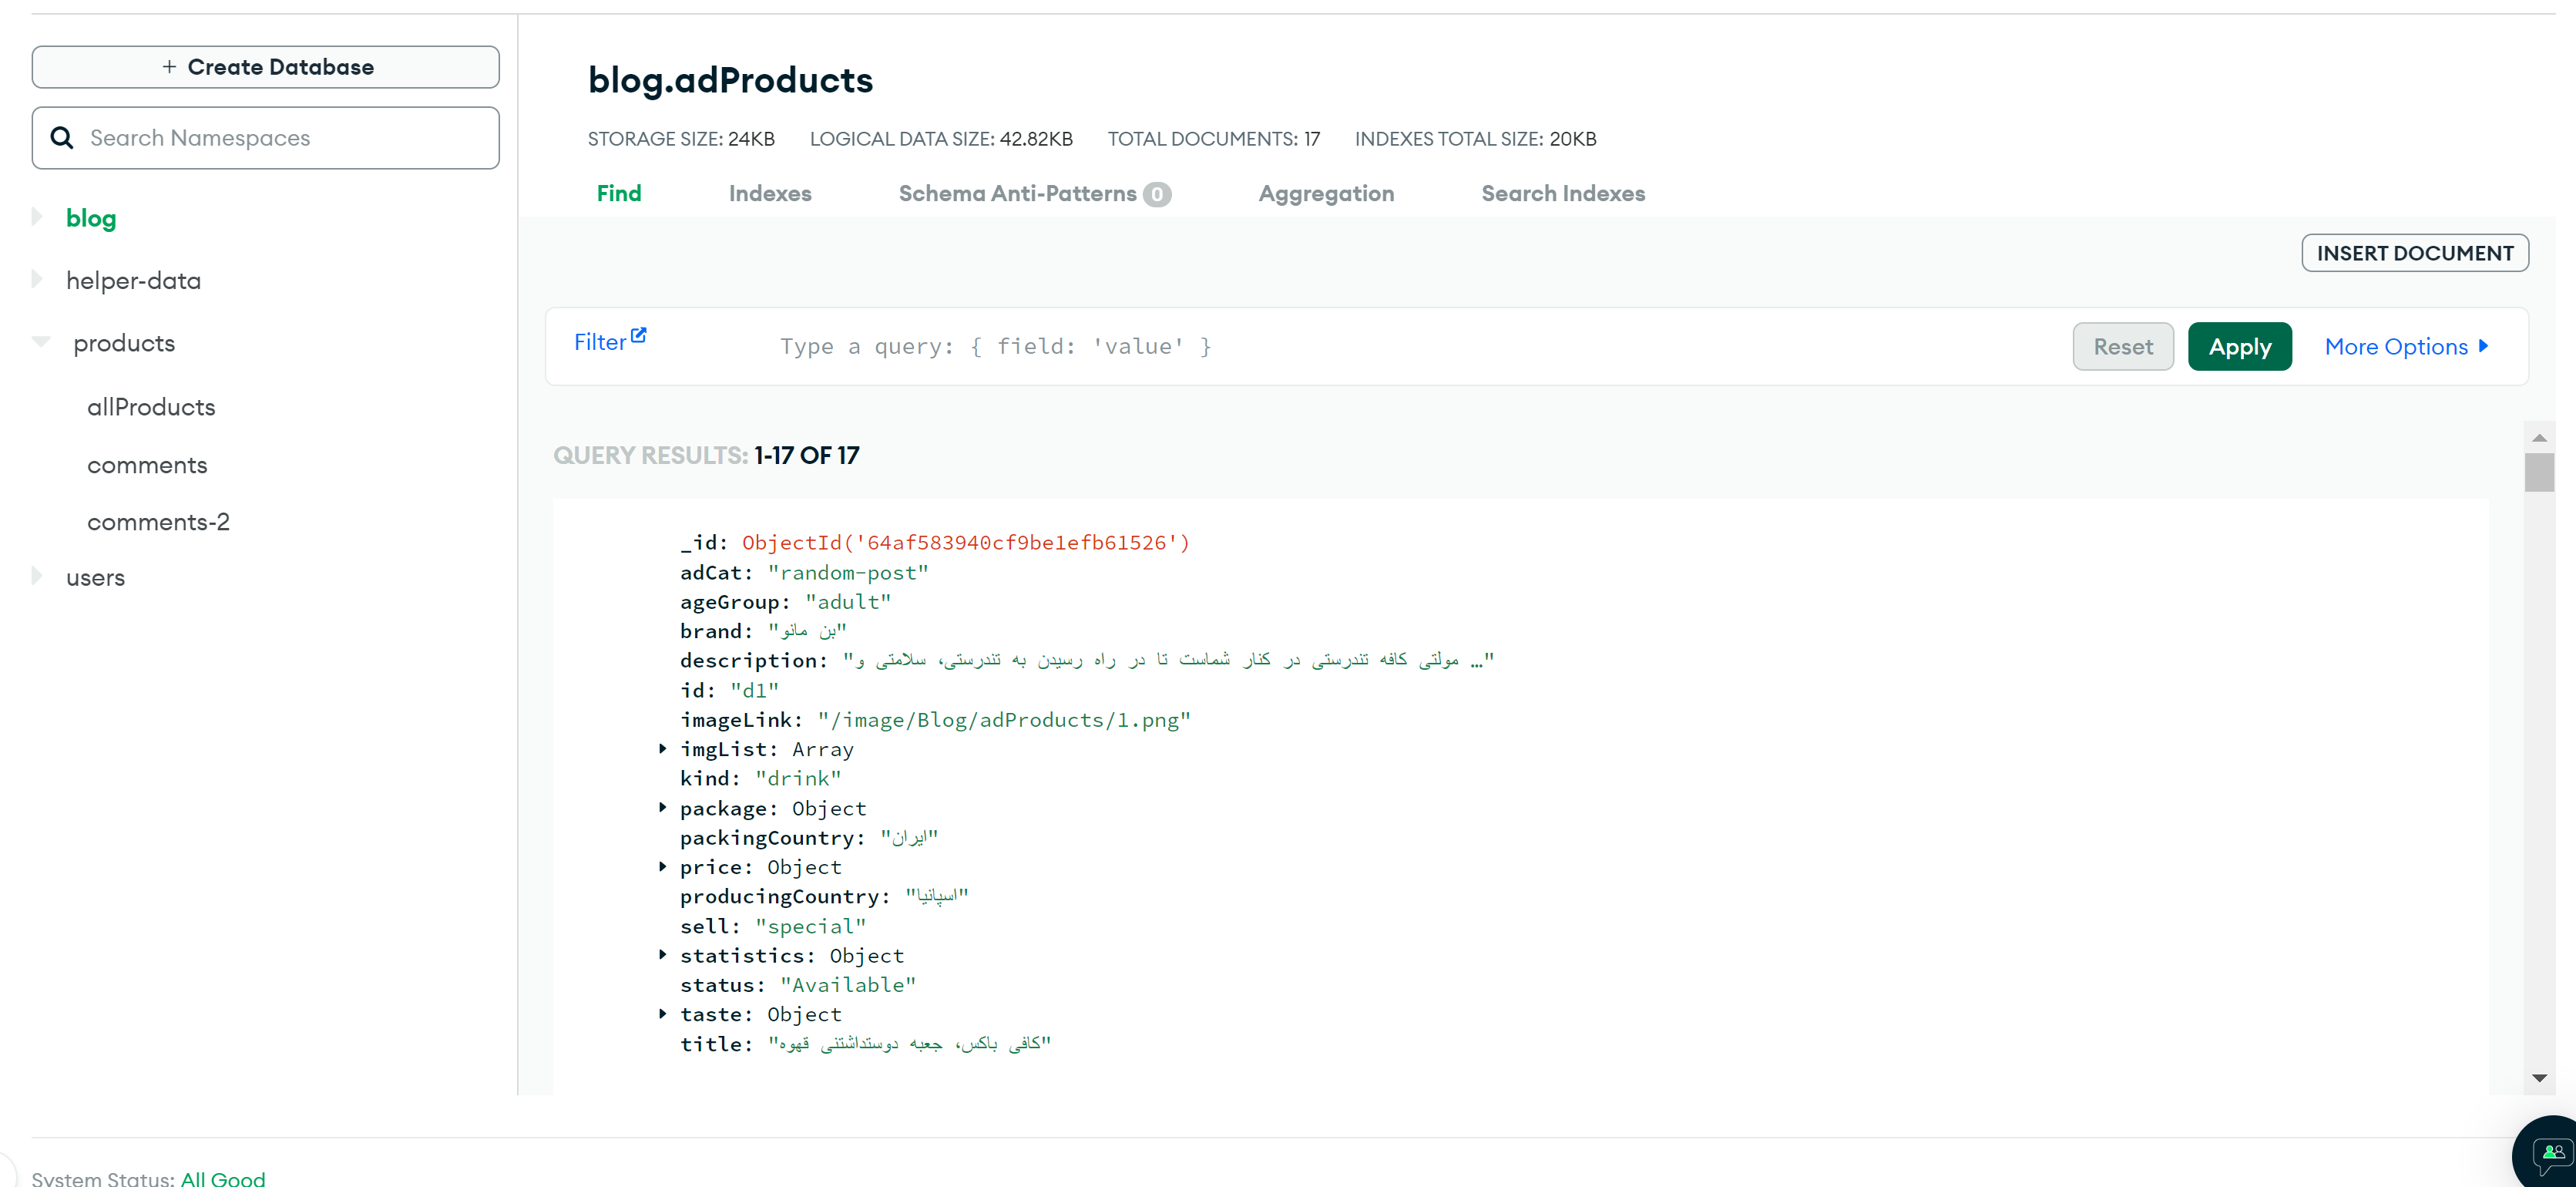 + Create Database
Search Namespaces
blog
helper-data
products
allProducts
comments
comments-2
users
blog.adProducts
STORAGE SIZE: 24KB LOGICAL DATA SIZE: 42.82KB TOTAL DOCUMENTS: 17 INDEXES TOTAL SIZE: 20KB
Find Indexes Schema Anti-Patterns 0 Aggregation Search Indexes
INSERT DOCUMENT
Filter Type a query: { field: 'value' } Reset Apply More Options
QUERY RESULTS: 1-17 OF 17
_id: ObjectId('64af583940cf9be1efb61526')
adCat: "random-post"
ageGroup: "adult"
brand: "بن مانو"
description: "مولتی کافه تندرستی در کنار شماست تا در راه رسیدن به تندرستی، سلامتی و …"
id: "d1"
imageLink: "/image/Blog/adProducts/1.png"
imgList: Array
kind: "drink"
package: Object
packingCountry: "ایران"
price: Object
producingCountry: "اسپانیا"
sell: "special"
statistics: Object
status: "Available"
taste: Object
title: "کافی باکس، جعبه دوستداشتنی قهوه"
System Status: All Good